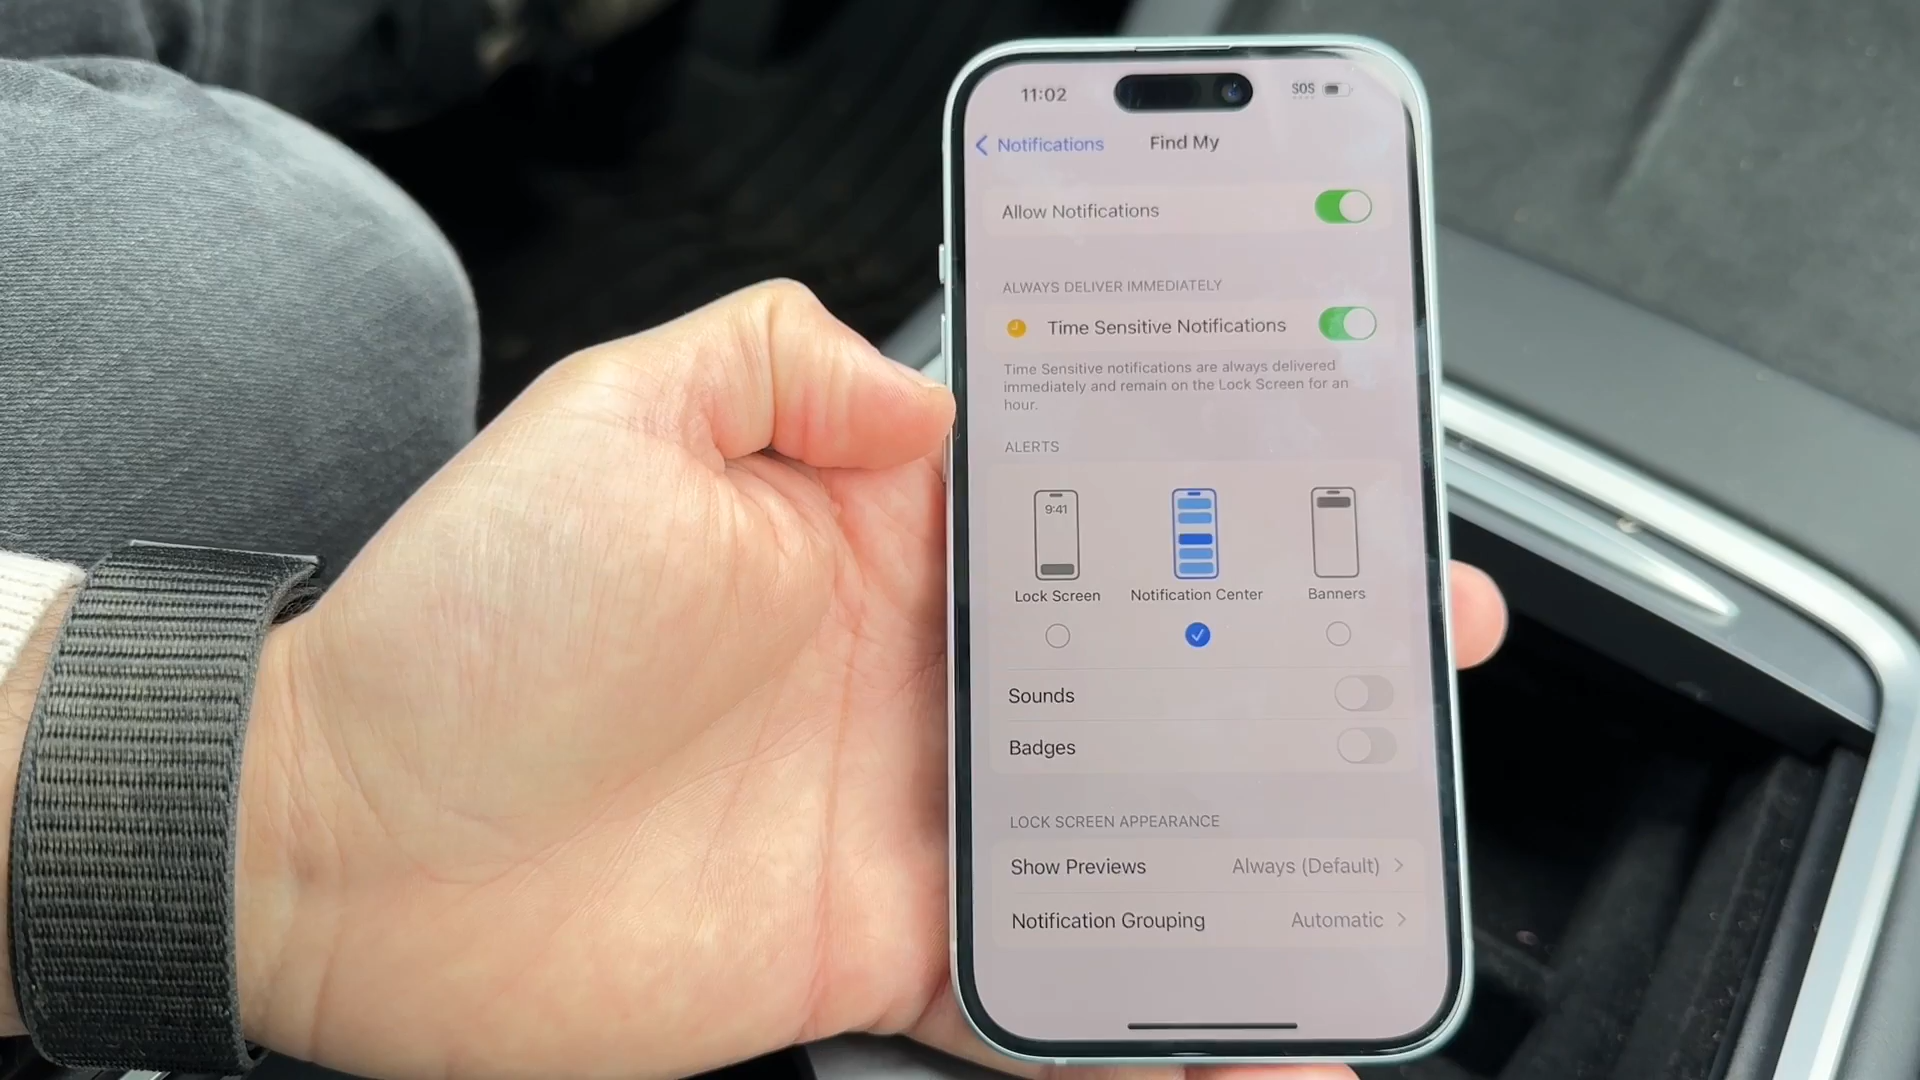 11:02 SOS
Notifications Find My
Allow Notifications
ALWAYS DELIVER IMMEDIATELY
Time Sensitive Notifications
Time Sensitive notifications are always delivered
immediately and remain on the Lock Screen for an
hour.
ALERTS
9:41
Lock Screen Notification Center Banners
Sounds
Badges
LOCK SCREEN APPEARANCE
Show Previews Always (Default)
Notification Grouping Automatic